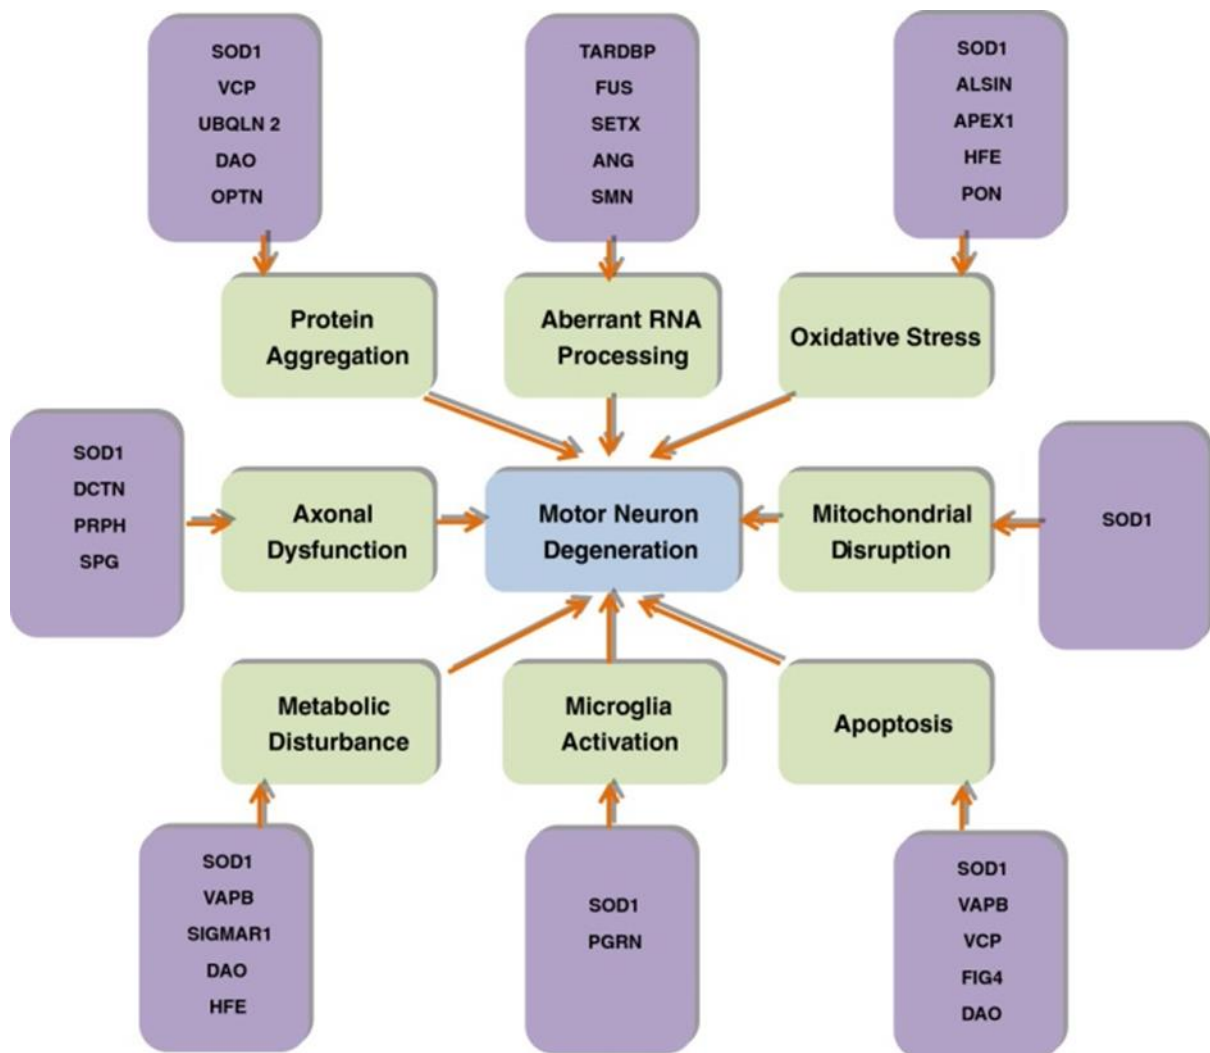 SOD1
VCP
UBQLN 2
DAO
OPTN
TARDBP
FUS
SETX
ANG
SMN
SOD1
ALSIN
APEX1
HFE
PON
Protein
Aggregation
Aberrant RNA
Processing
Oxidative Stress
SOD1
DCTN
PRPH
SPG
Axonal
Dysfunction
Motor Neuron
Degeneration
Mitochondrial
Disruption
SOD1
Metabolic
Disturbance
Microglia
Activation
Apoptosis
SOD1
VAPB
SIGMAR1
DAO
HFE
SOD1
PGRN
SOD1
VAPB
VCP
FIG4
DAO